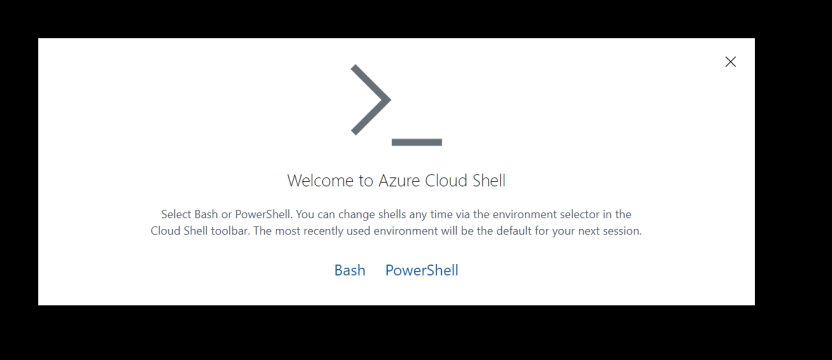 Welcome to Azure Cloud Shell
Select Bash or PowerShell. You can change shells any time via the environment selector in the
Cloud Shell toolbar. The most recently used environment will be the default for your next session.
Bash PowerShell